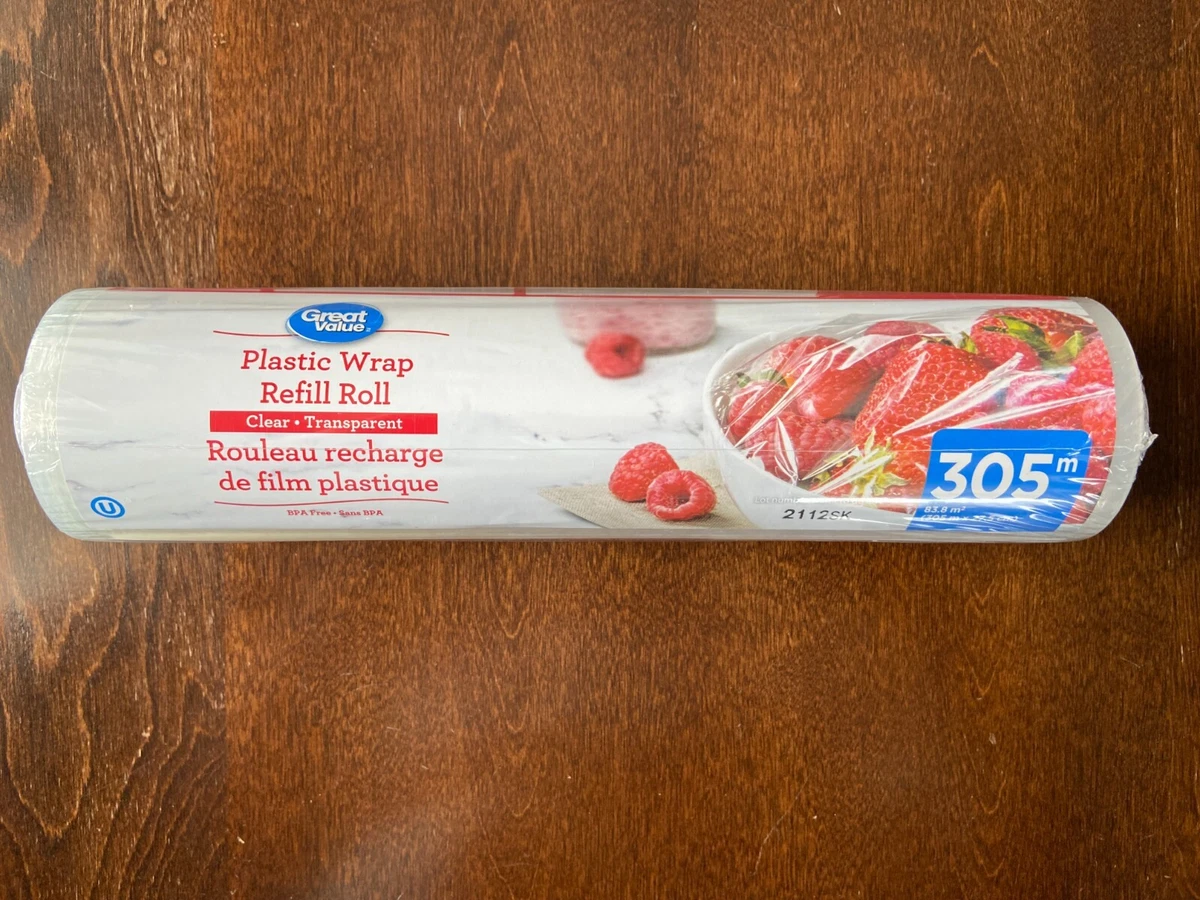 Great
Value
Plastic Wrap
Refill Roll
Clear • Transparent
Rouleau recharge
de film plastique
BPA Free • Sans BPA
U
2112SK
305 m
83.8 m²